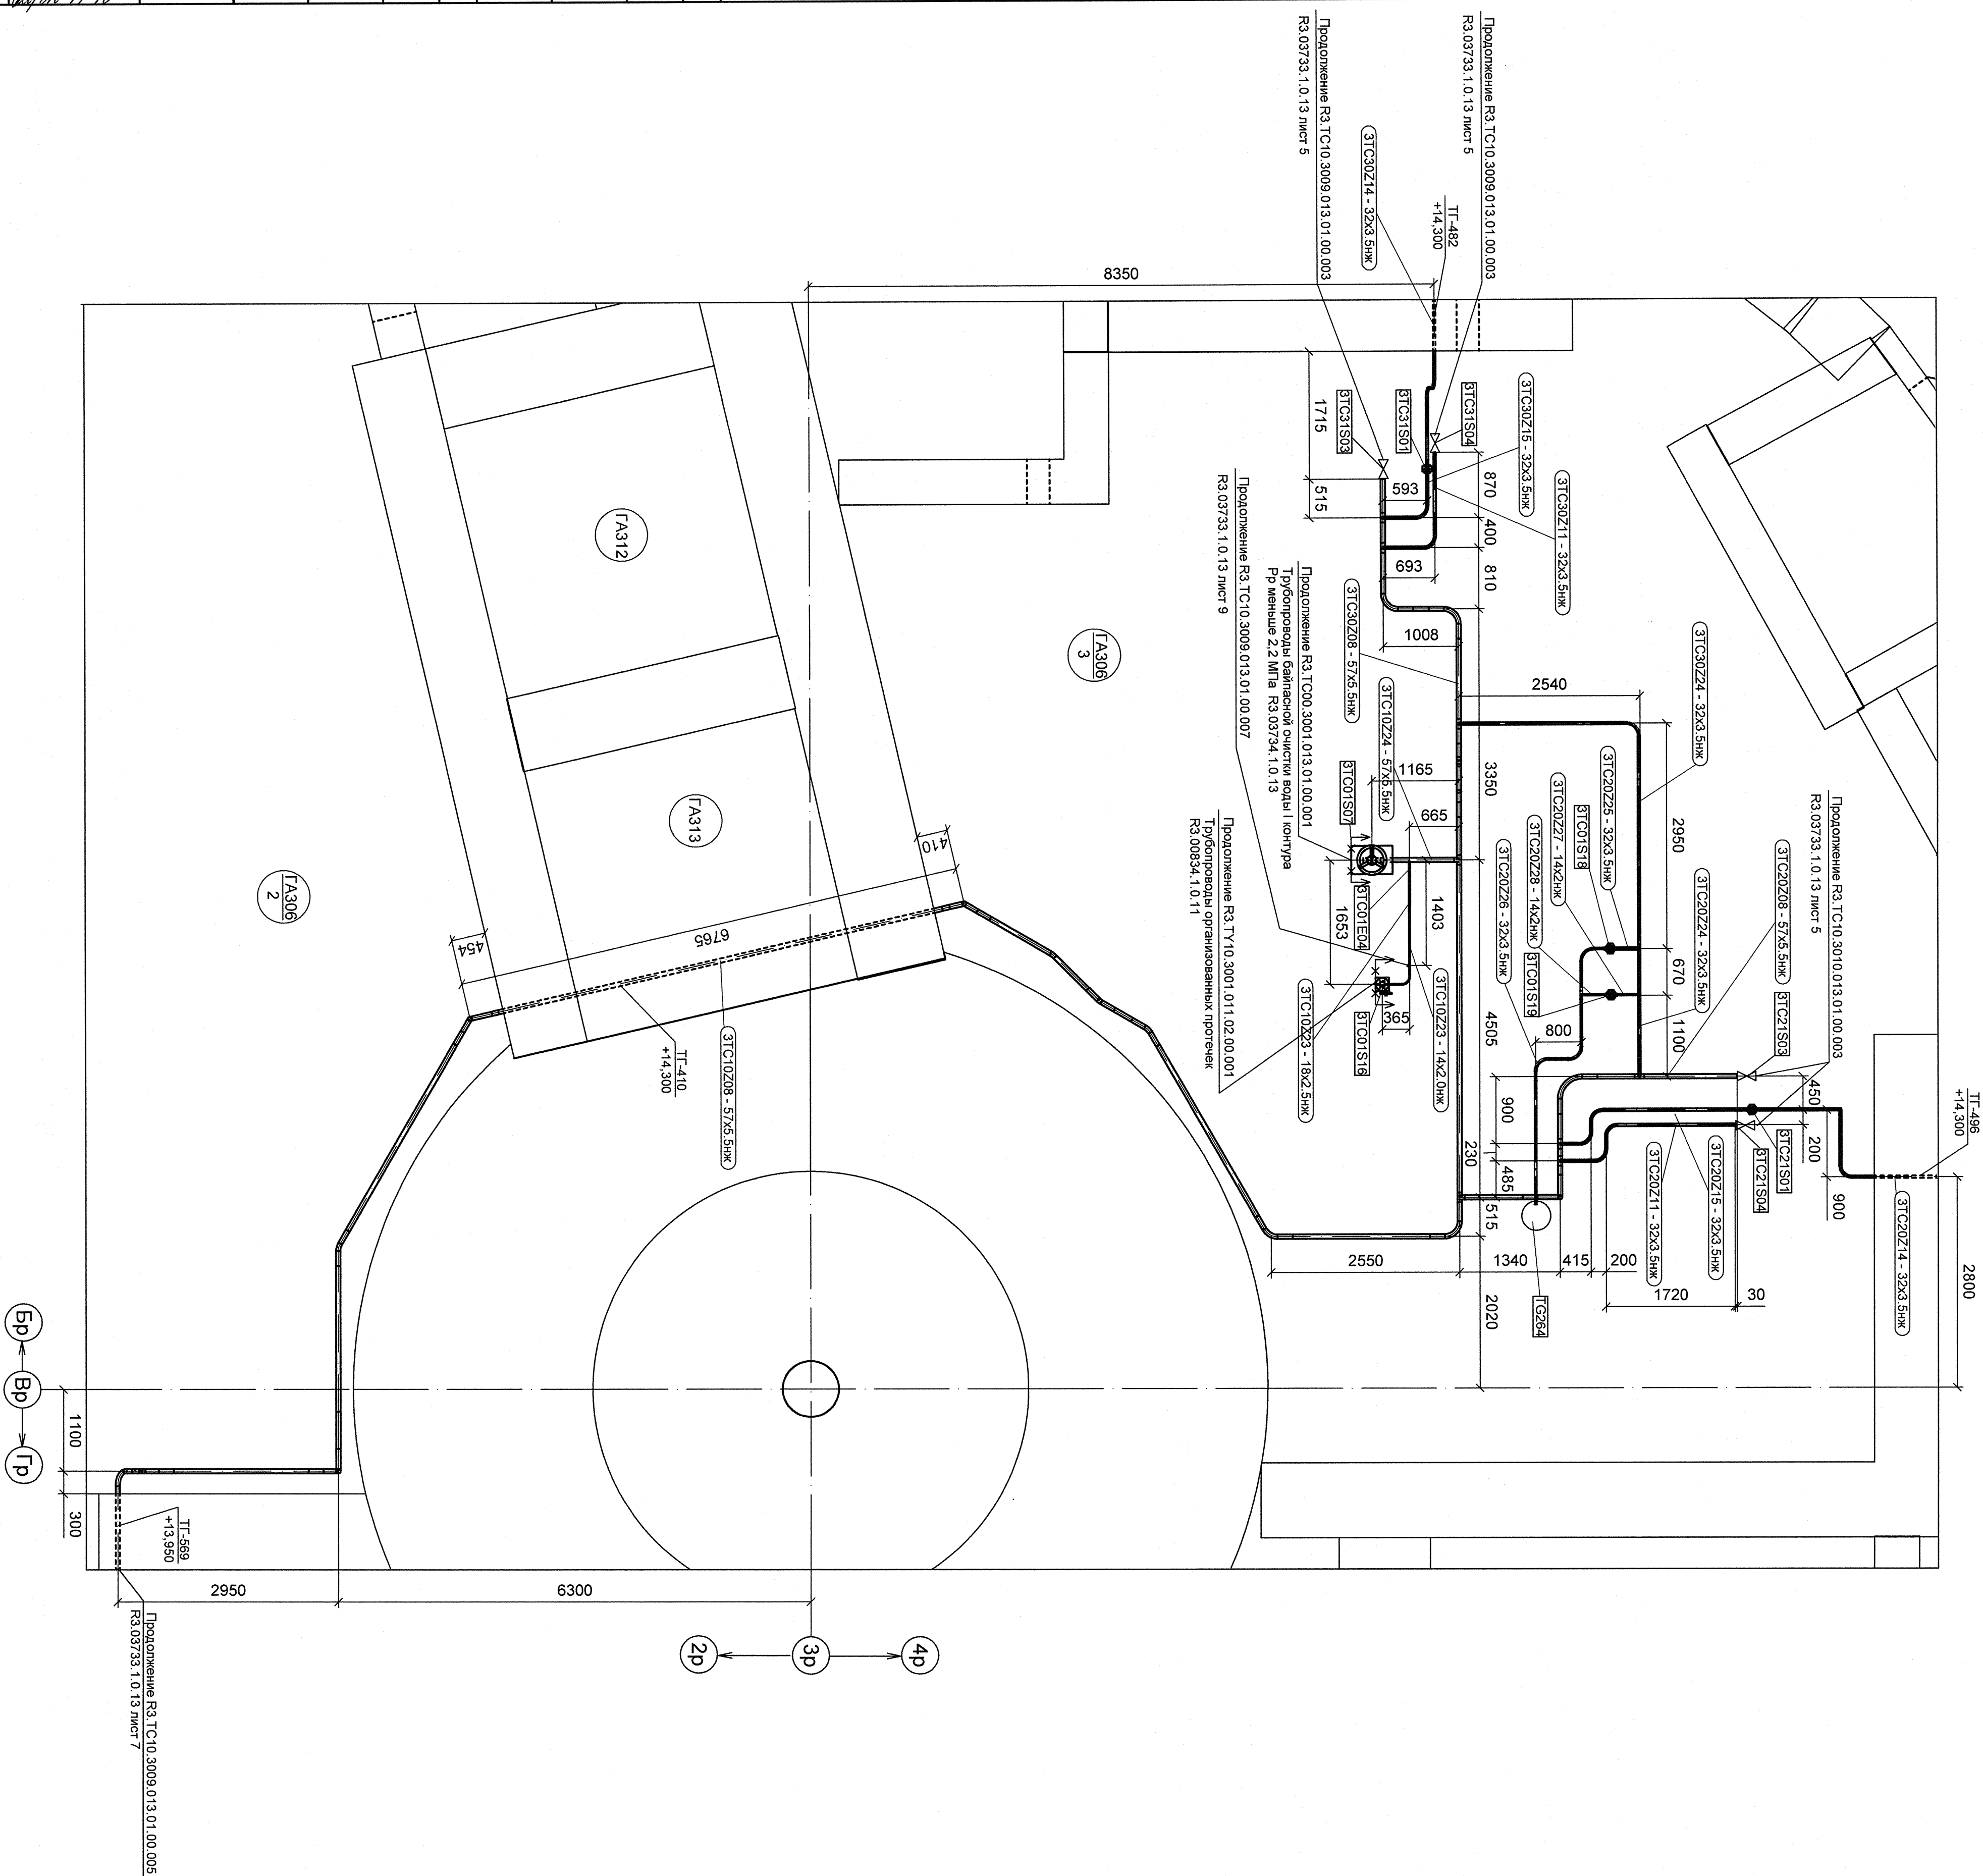 Продолжение R3.TC10.3009.013.01.00.003
R3.03733.1.0.13 лист 5
Продолжение R3.TC10.3009.013.01.00.003
R3.03733.1.0.13 лист 5
3TC30Z14 - 32x3.5нж
ТГ-482
+14,300
8350
1715
515
3TC31S03
3TC31S01
3TC31S04
3TC30Z15 - 32x3.5нж
3TC30Z11 - 32x3.5нж
593
693
870
400
810
1008
Продолжение R3.TC10.3009.013.01.00.007
R3.03733.1.0.13 лист 9
Продолжение R3.TC00.3001.013.01.00.001
Трубопроводы байпасной очистки воды I контура
Рр меньше 2,2 МПа R3.03734.1.0.13
3TC30Z08 - 57x5.5нж
3TC10Z24 - 57x5.5нж
3TC30Z24 - 32x3.5нж
2540
3350
2950
1165
665
3TC01S07
3TC01E04
1653
1403
Продолжение R3.TY10.3001.011.02.00.001
Трубопроводы организованных протечек
R3.00834.1.0.11
3TC10Z23 - 18x2.5нж
3TC10Z23 - 14x2.0нж
3TC01S16
365
3TC20Z25 - 32x3.5нж
3TC01S18
3TC20Z27 - 14x2нж
3TC20Z28 - 14x2нж
3TC20Z26 - 32x3.5нж
3TC01S19
Продолжение R3.TC10.3010.013.01.00.003
R3.03733.1.0.13 лист 5
3TC20Z08 - 57x5.5нж
3TC20Z24 - 32x3.5нж
670
1100
800
4505
3TC21S03
450
200
900
3TC21S01
3TC21S04
3TC20Z15 - 32x3.5нж
3TC20Z11 - 32x3.5нж
3TC20Z14 - 32x3.5нж
ТГ-496
+14,300
2800
900
230
485
515
2550
1340
415
200
1720
30
2020
TG264
ГА312
ГА313
ГА306
3
ГА306
2
410
6765
454
ТГ-410
+14,300
3TC10Z08 - 57x5.5нж
Бр
Вр
Гр
1100
300
ТГ-569
+13,950
2950
6300
2р
3р
4р
Продолжение R3.TC10.3009.013.01.00.005
R3.03733.1.0.13 лист 7